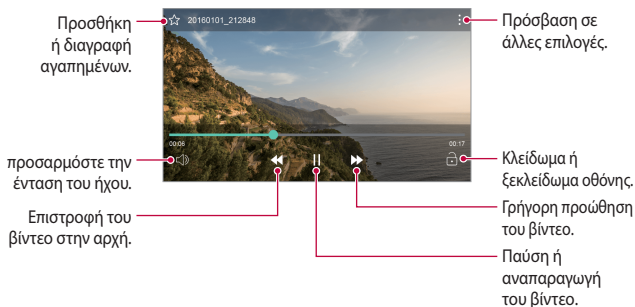 Προσθήκη
ή διαγραφή
αγαπημένων.
20160101_212848
Πρόσβαση σε
άλλες επιλογές.
00:06
00:17
προσαρμόστε την
ένταση του ήχου.
Κλείδωμα ή
ξεκλείδωμα οθόνης.
Επιστροφή του
βίντεο στην αρχή.
Γρήγορη προώθηση
του βίντεο.
Παύση ή
αναπαραγωγή
του βίντεο.